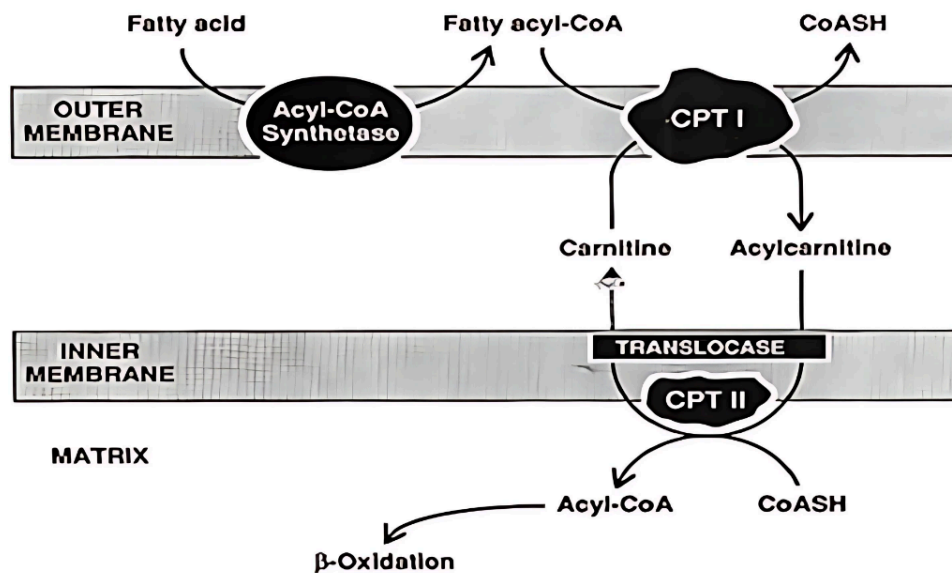 Fatty acid
Fatty acyl-CoA
CoASH
OUTER
MEMBRANE
Acyl-CoA
Synthetase
CPT I
Carnitine
Acylcarnitine
INNER
MEMBRANE
TRANSLOCASE
CPT II
MATRIX
Acyl-CoA
CoASH
β-Oxidation